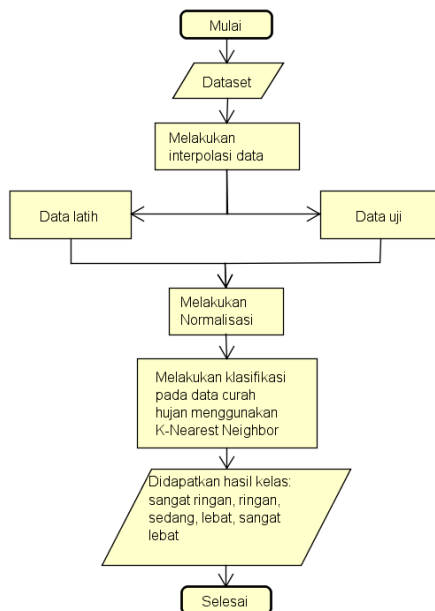 Mulai
Dataset
Melakukan
interpolasi data
Data latih
Data uji
Melakukan
Normalisasi
Melakukan klasifikasi
pada data curah
hujan menggunakan
K-Nearest Neighbor
Didapatkan hasil kelas:
sangat ringan, ringan,
sedang, lebat, sangat
lebat
Selesai